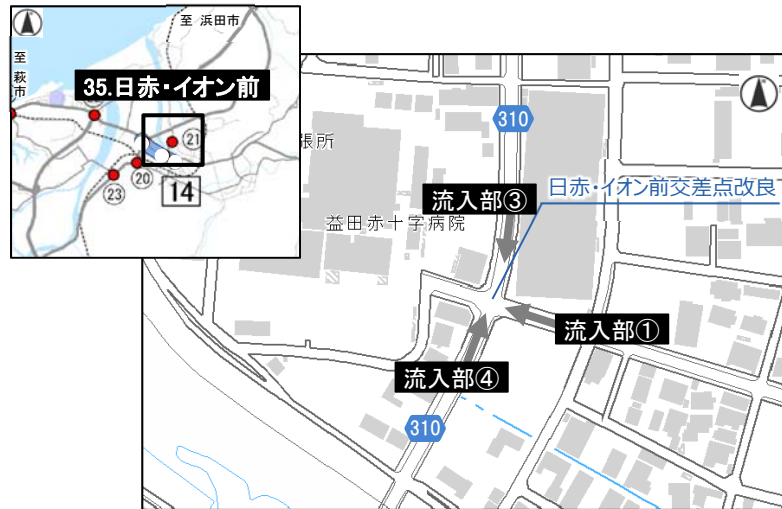 至 浜田市
至
萩
市
35.日赤・イオン前
21
20
23
14
張所
310
流入部③
日赤・イオン前交差点改良
益田赤十字病院
流入部①
流入部④
310